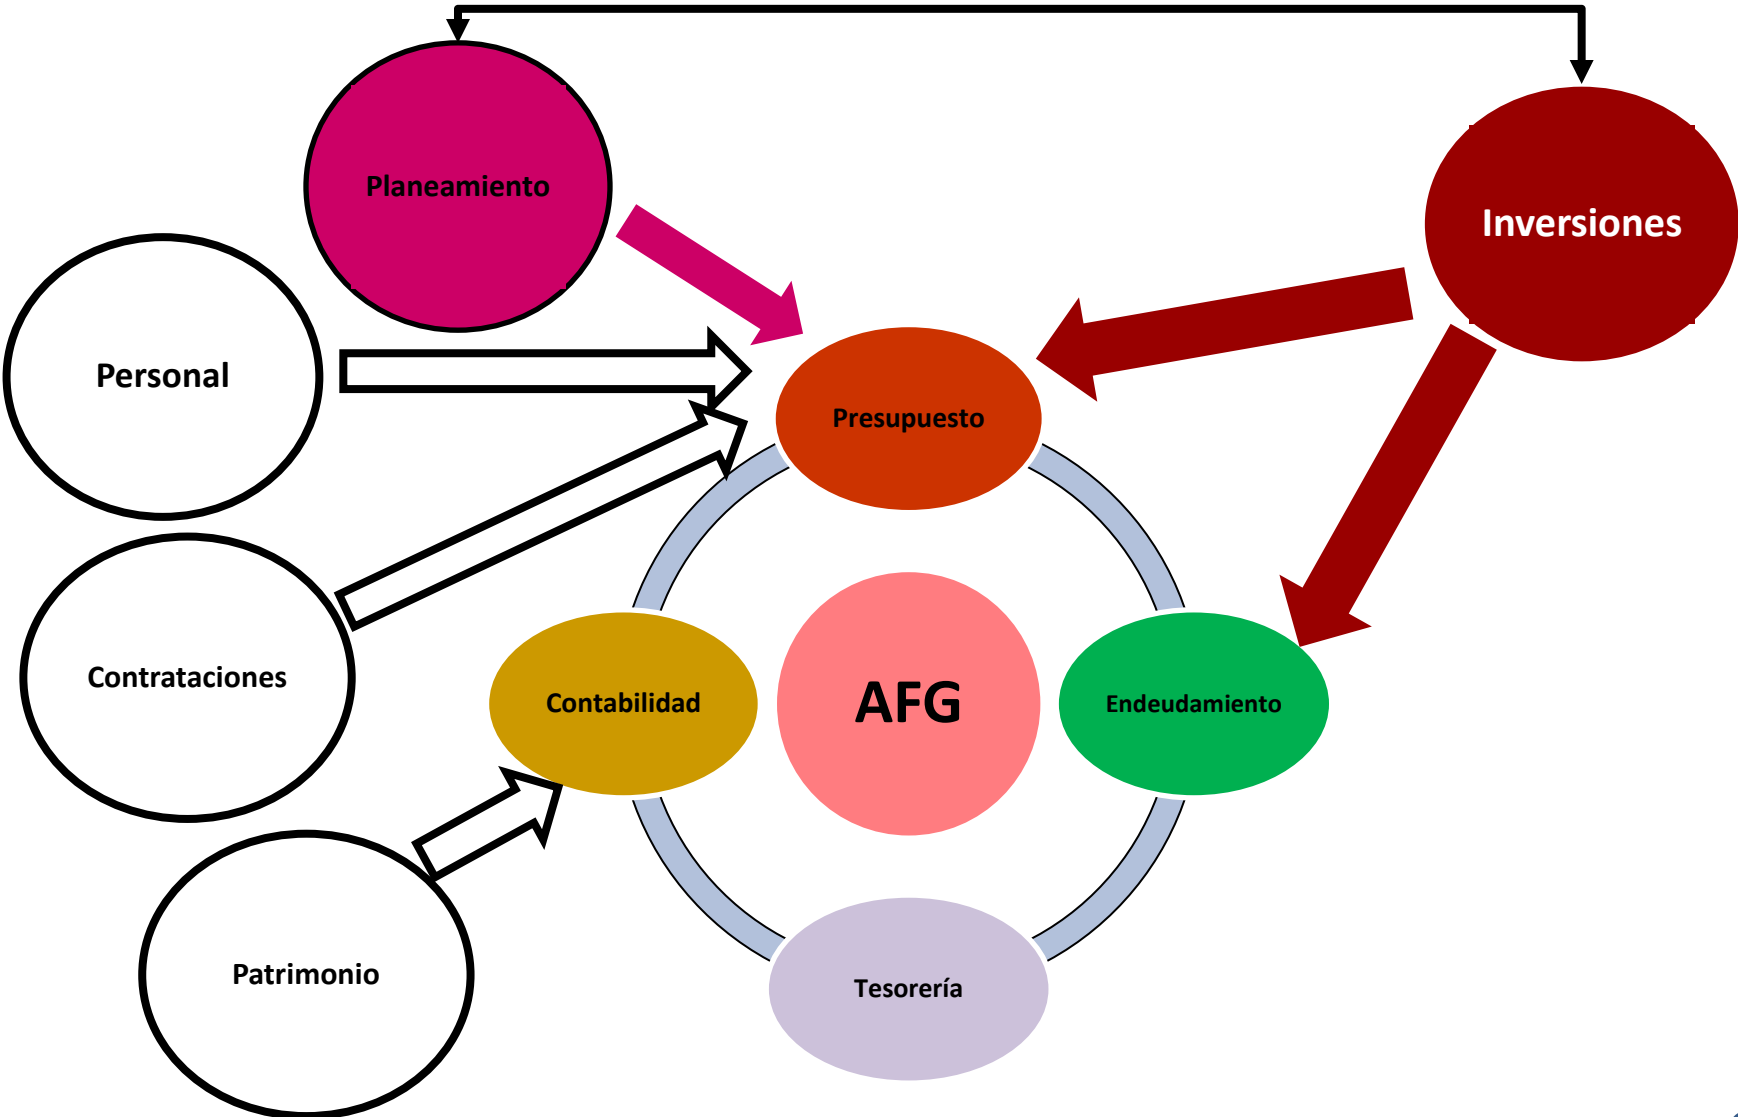 Planeamiento
Inversiones
Personal
Presupuesto
Contrataciones
Contabilidad
AFG
Endeudamiento
Patrimonio
Tesorería